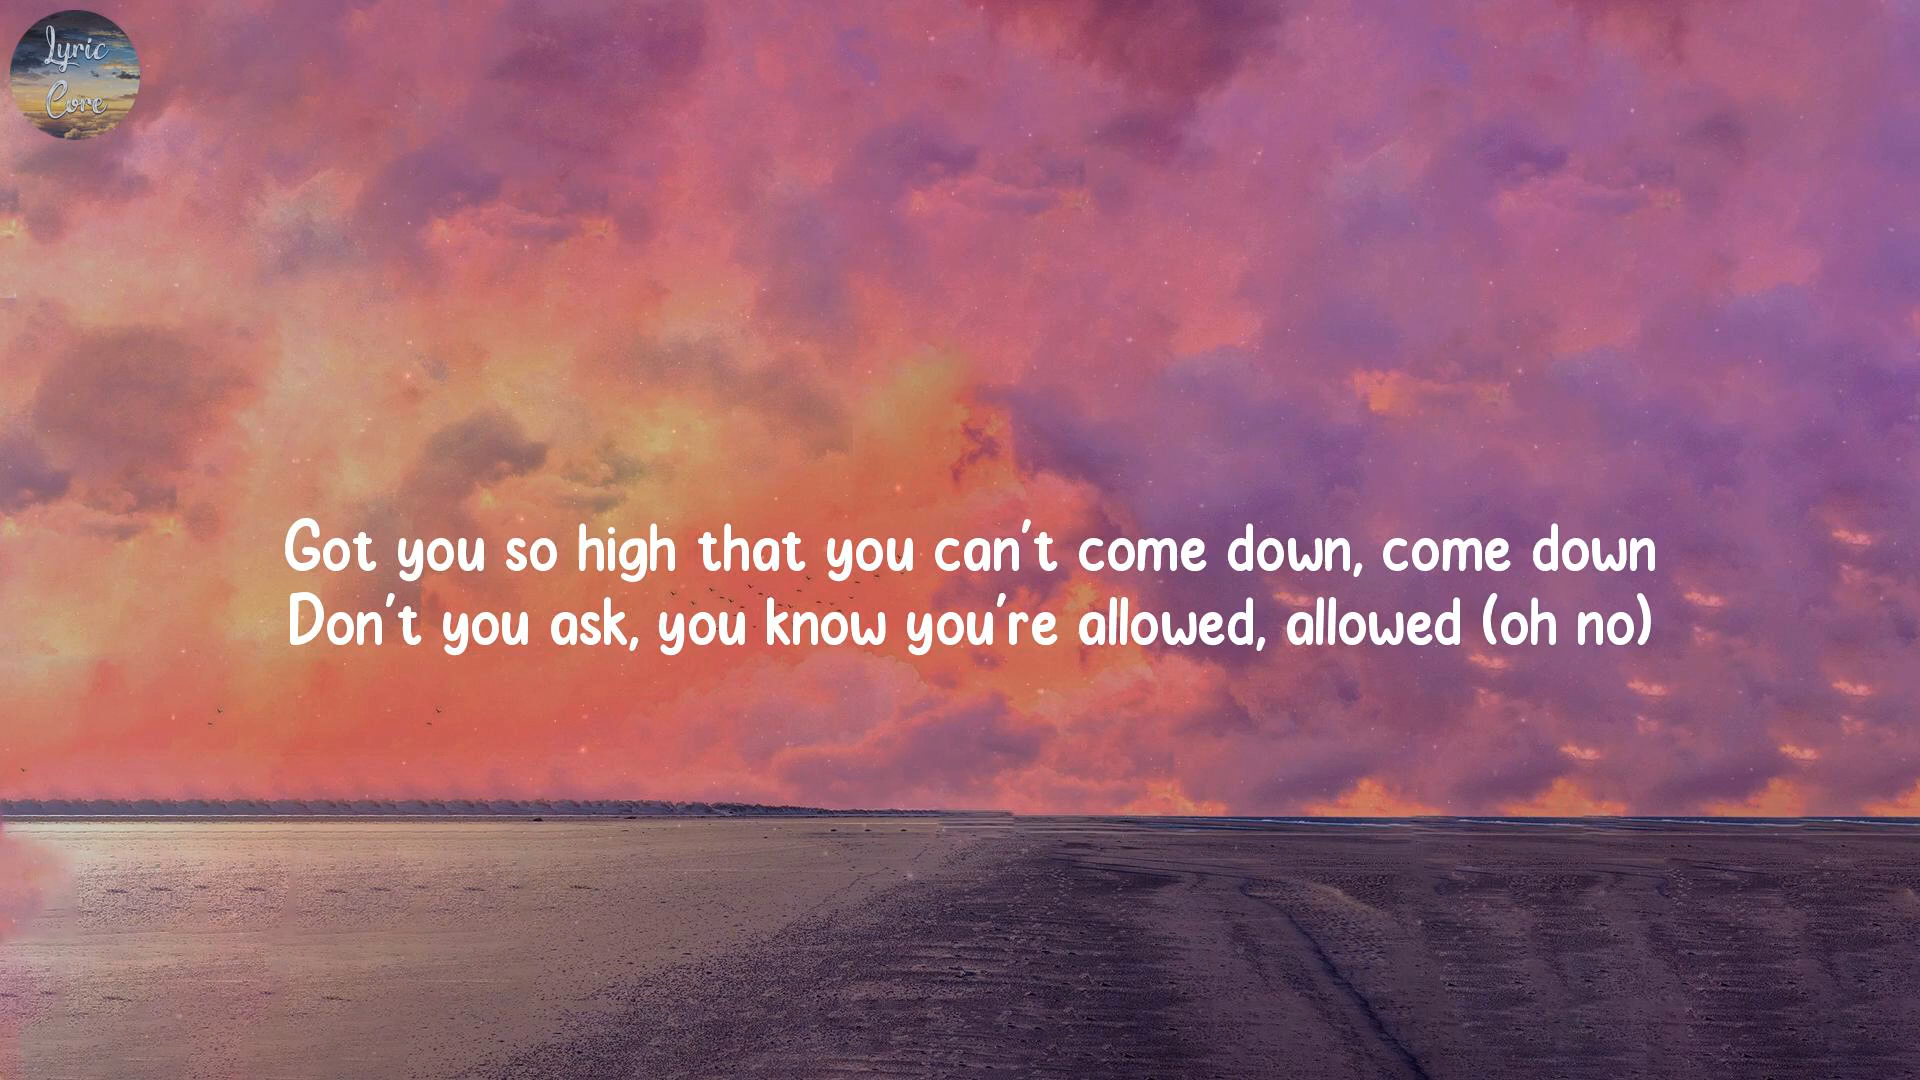 Lyric
Core
Got you so high that you can't come down, come down
Don't you ask, you know you're allowed, allowed (oh no)